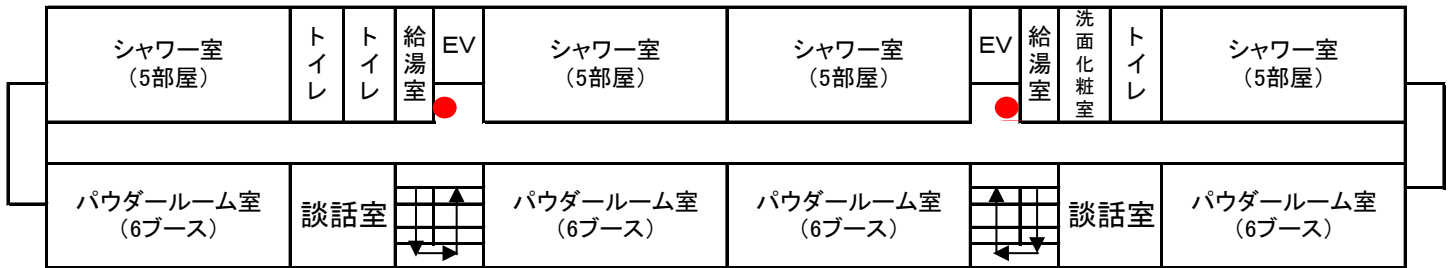 シャワー室
（5部屋）
トイレ
トイレ
給湯室
EV
シャワー室
（5部屋）
シャワー室
（5部屋）
EV
給湯室
洗面化粧室
トイレ
シャワー室
（5部屋）
パウダールーム室
（6ブース）
談話室
パウダールーム室
（6ブース）
パウダールーム室
（6ブース）
談話室
パウダールーム室
（6ブース）